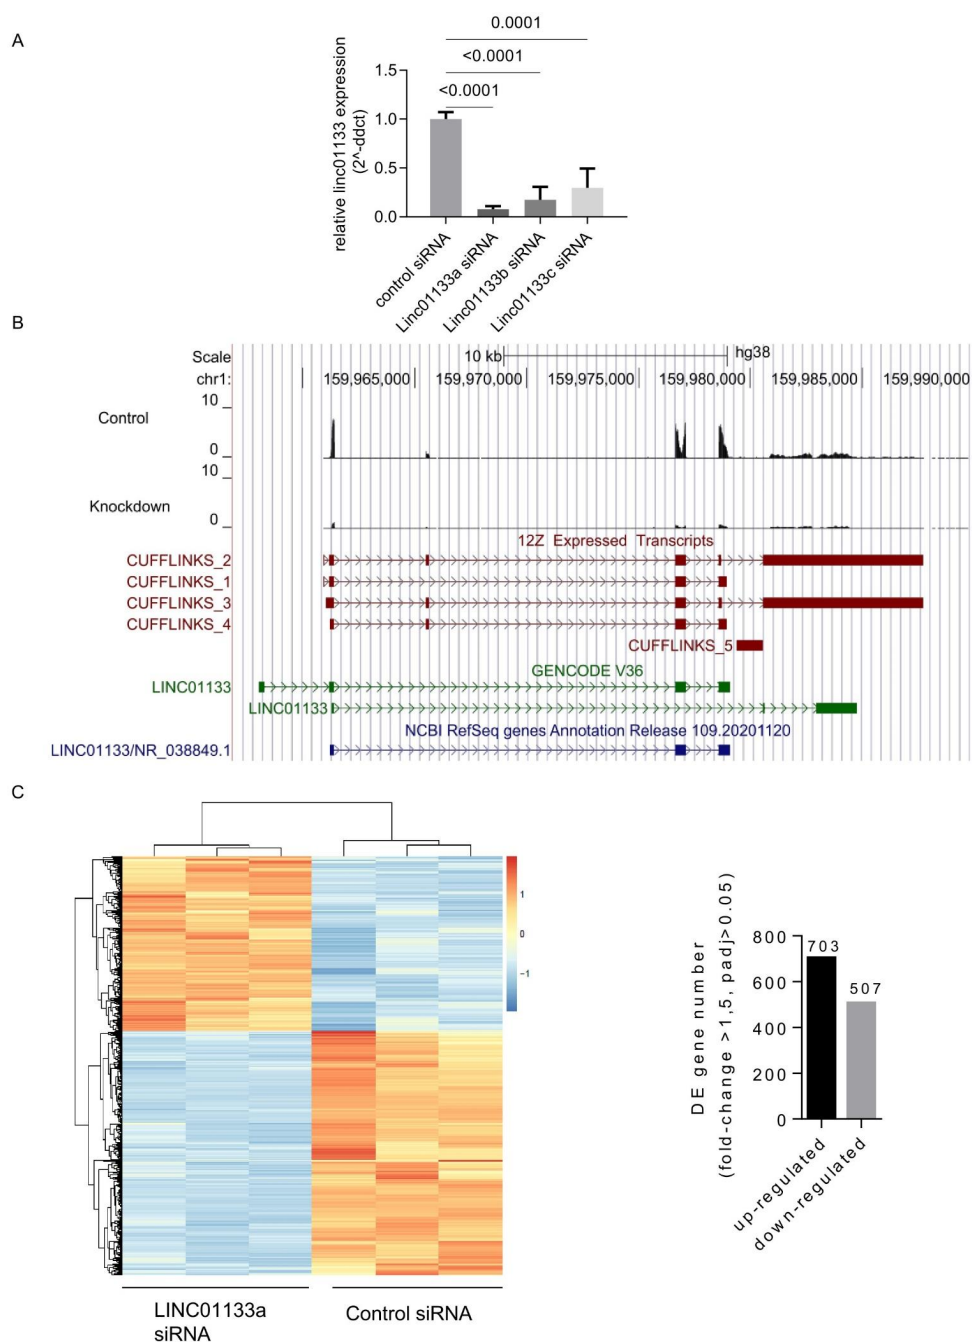 A
0.0001
<0.0001
<0.0001
relative linc01133 expression
(2^-ddct)
1.5
1.0
0.5
0.0
control siRNA
Linc01133a siRNA
Linc01133b siRNA
Linc01133c siRNA
B
Scale
10 kb
hg38
chr1:
159,965,000
159,970,000
159,975,000
159,980,000
159,985,000
159,990,000
10
Control
0
10
Knockdown
0
12Z Expressed Transcripts
CUFFLINKS_2
CUFFLINKS_1
CUFFLINKS_3
CUFFLINKS_4
CUFFLINKS_5
GENCODE V36
LINC01133
LINC01133
NCBI RefSeq genes Annotation Release 109.20201120
LINC01133/NR_038849.1
C
1
0
-1
LINC01133a
siRNA
Control siRNA
DE gene number
(fold-change >1,5, padj>0.05)
800
600
400
200
0
703
507
up-regulated
down-regulated